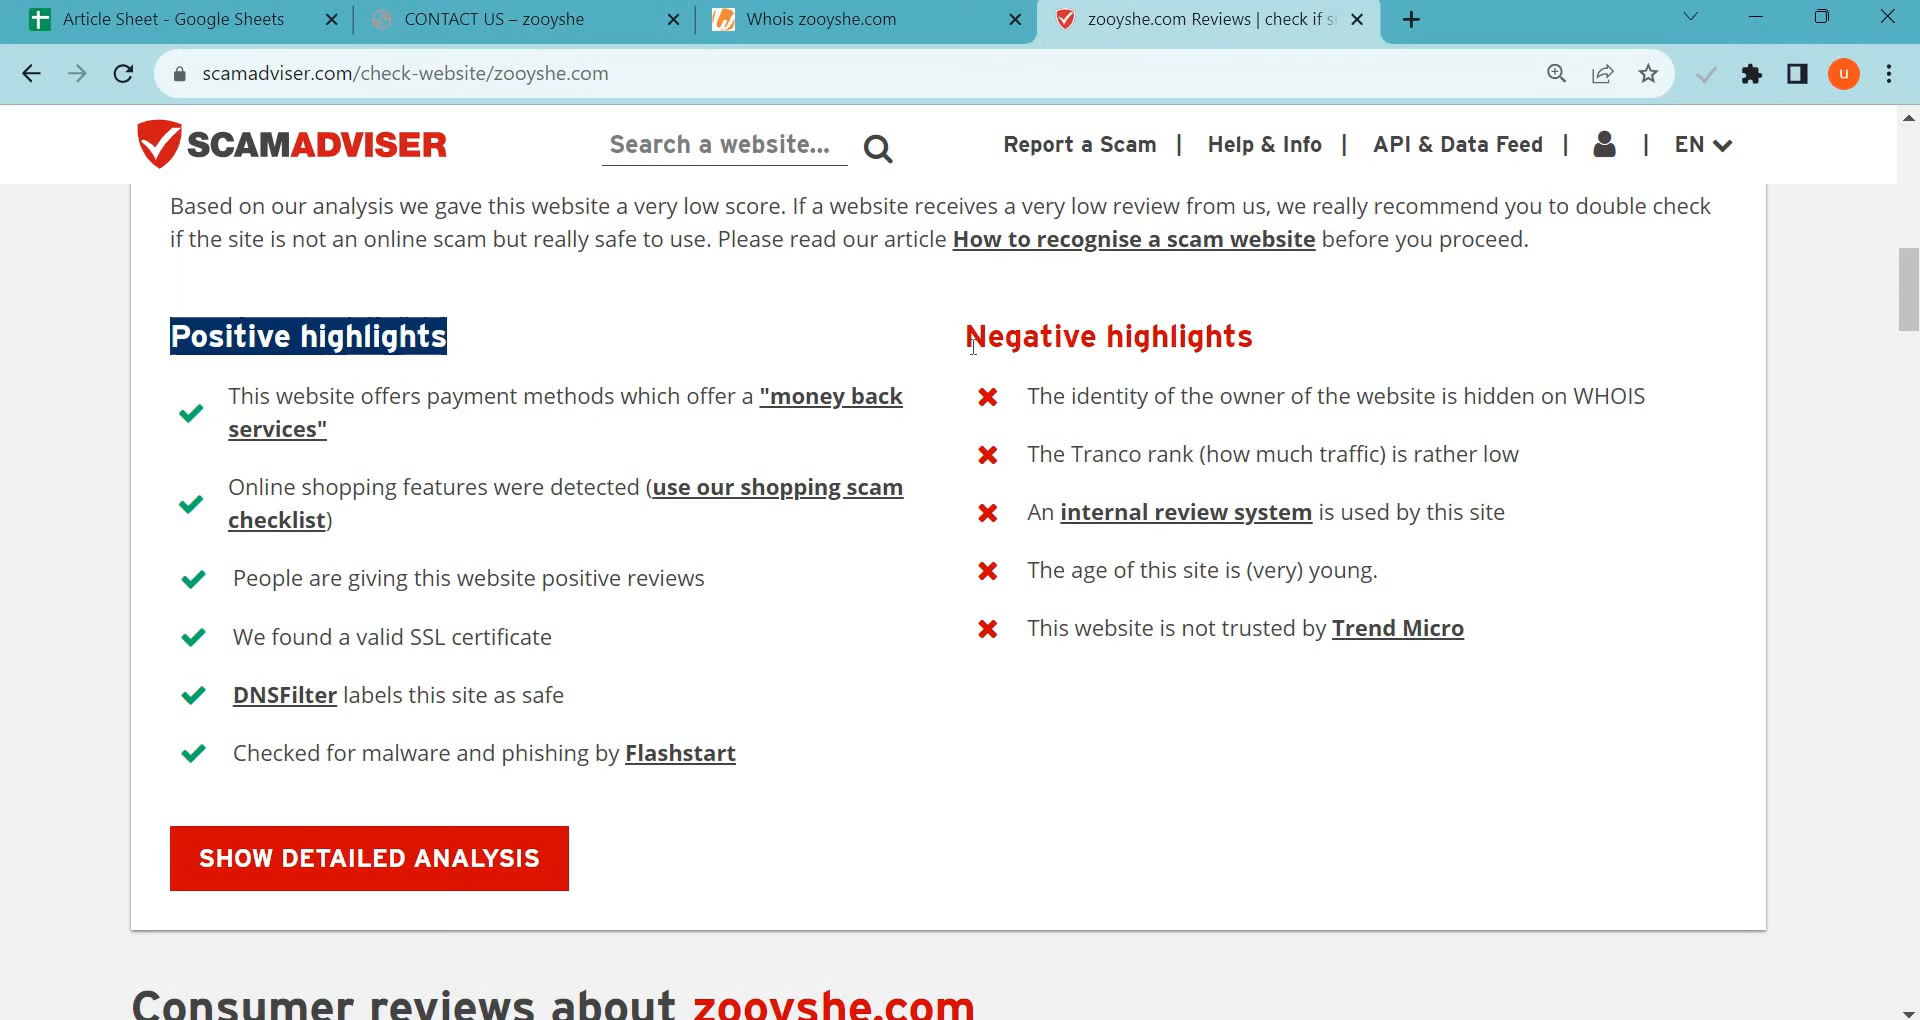 Article Sheet - Google Sheets
CONTACT US – zooyshe
Whois zooyshe.com
zooyshe.com Reviews | check if s
scamadviser.com/check-website/zooyshe.com
u
SCAMADVISER
Search a website...
Report a Scam | Help & Info | API & Data Feed | | EN
Based on our analysis we gave this website a very low score. If a website receives a very low review from us, we really recommend you to double check
if the site is not an online scam but really safe to use. Please read our article How to recognise a scam website before you proceed.
Positive highlights
This website offers payment methods which offer a "money back
services"
Online shopping features were detected (use our shopping scam
checklist)
People are giving this website positive reviews
We found a valid SSL certificate
DNSFilter labels this site as safe
Checked for malware and phishing by Flashstart
Negative highlights
The identity of the owner of the website is hidden on WHOIS
The Tranco rank (how much traffic) is rather low
An internal review system is used by this site
The age of this site is (very) young.
This website is not trusted by Trend Micro
SHOW DETAILED ANALYSIS
Consumer reviews about zooyshe.com